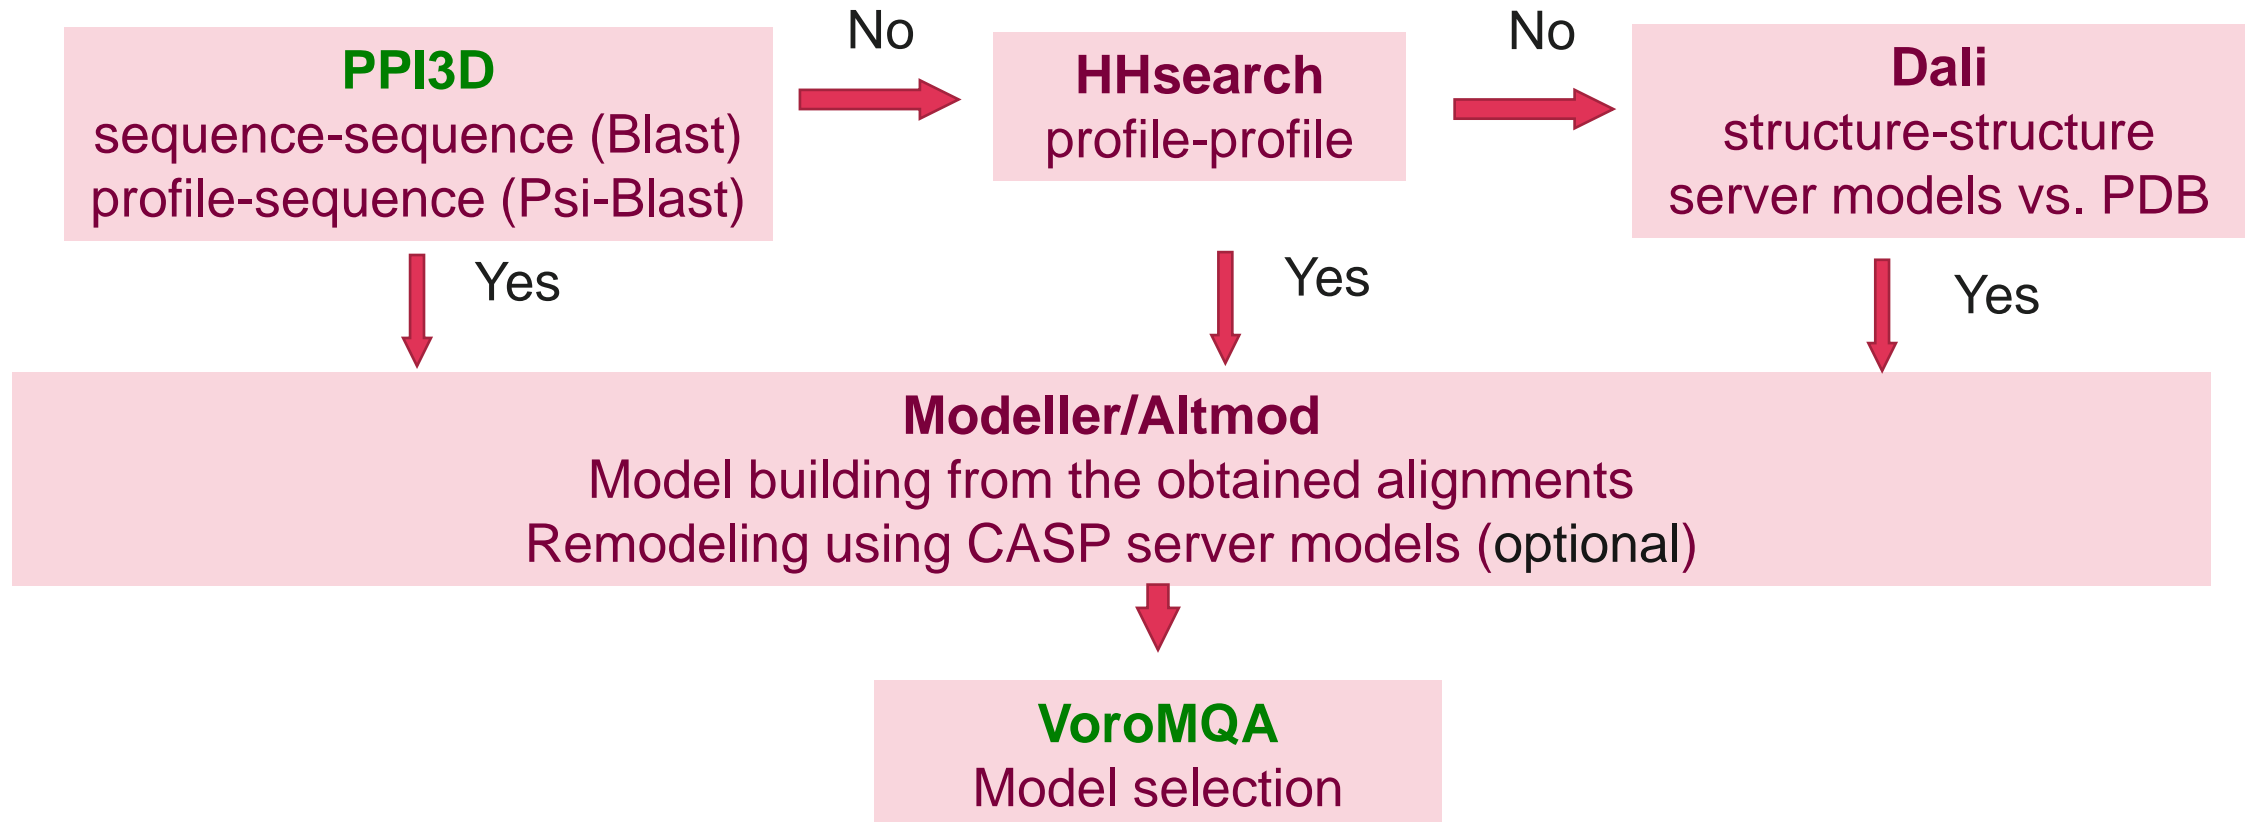 PPI3D
sequence-sequence (Blast)
profile-sequence (Psi-Blast)
No
HHsearch
profile-profile
No
Dali
structure-structure
server models vs. PDB
Yes
Yes
Yes
Modeller/Altmod
Model building from the obtained alignments
Remodeling using CASP server models (optional)
VoroMQA
Model selection